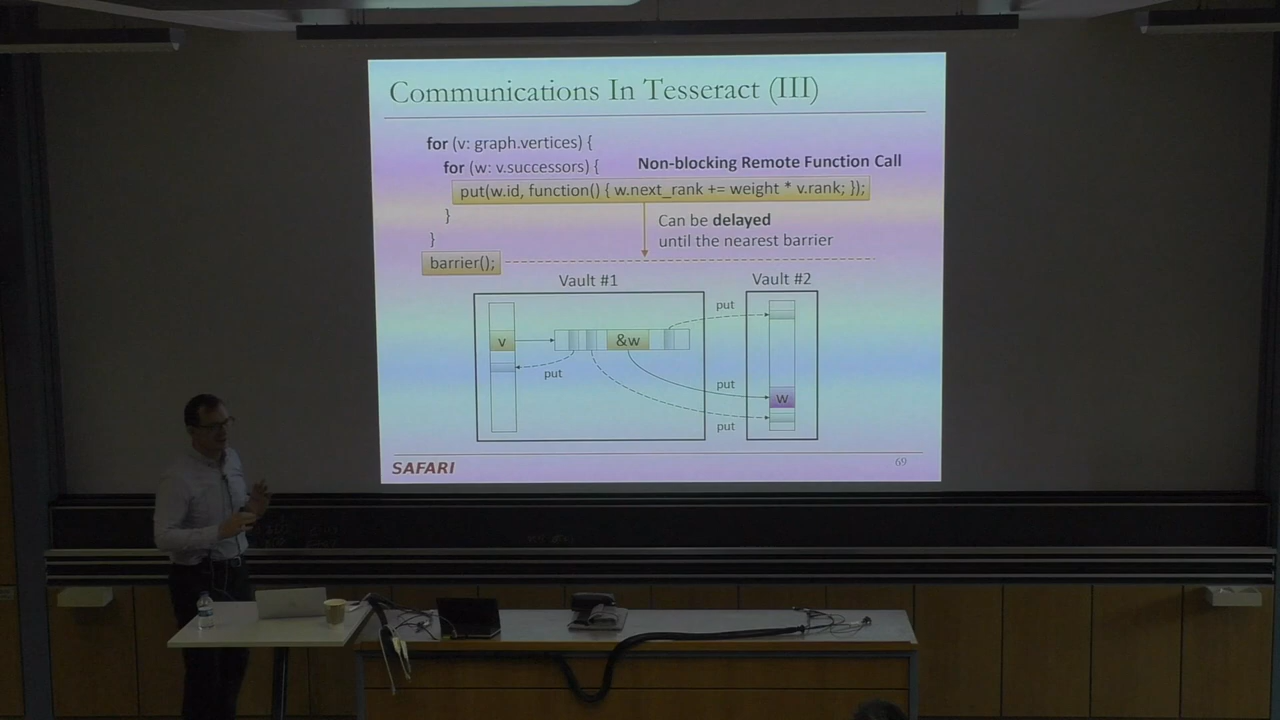 Communications In Tesseract (III)
for (v: graph.vertices) {
for (w: v.successors) {
Non-blocking Remote Function Call
put(w.id, function() { w.next_rank += weight * v.rank; });
}
Can be delayed
until the nearest barrier
}
barrier();
Vault #1
Vault #2
put
v
&w
put
put
w
put
SAFARI
69